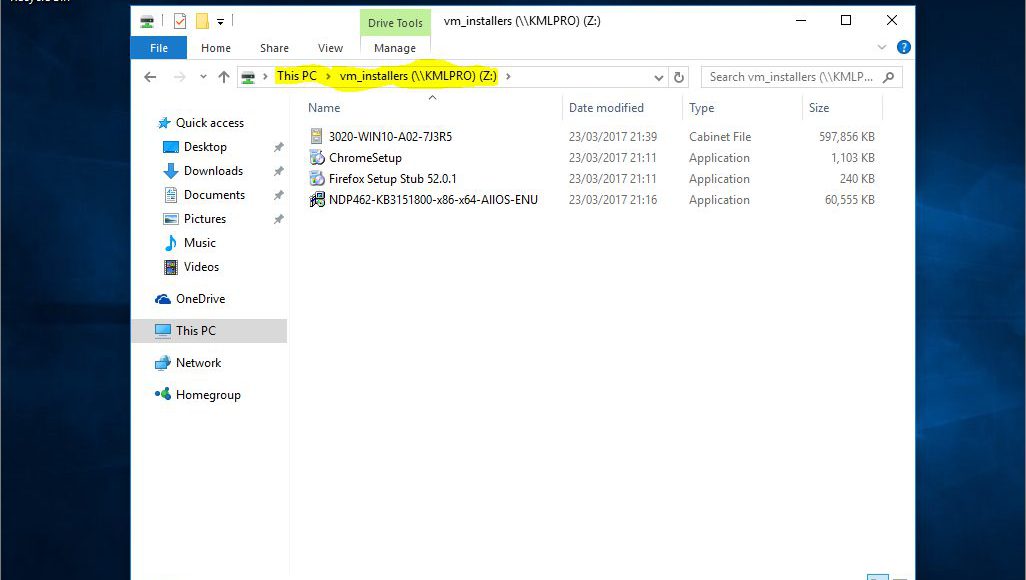 Drive Tools vm_installers (\\KMLPRO) (Z:)
File Home Share View Manage
This PC vm_installers (\\KMLPRO) (Z:) Search vm_installers (\\KMLP...
Name Date modified Type Size
Quick access
Desktop
Downloads
Documents
Pictures
Music
Videos
OneDrive
This PC
Network
Homegroup
3020-WIN10-A02-7J3R5 23/03/2017 21:39 Cabinet File 597,856 KB
ChromeSetup 23/03/2017 21:11 Application 1,103 KB
Firefox Setup Stub 52.0.1 23/03/2017 21:11 Application 240 KB
NDP462-KB3151800-x86-x64-AllOS-ENU 23/03/2017 21:16 Application 60,555 KB